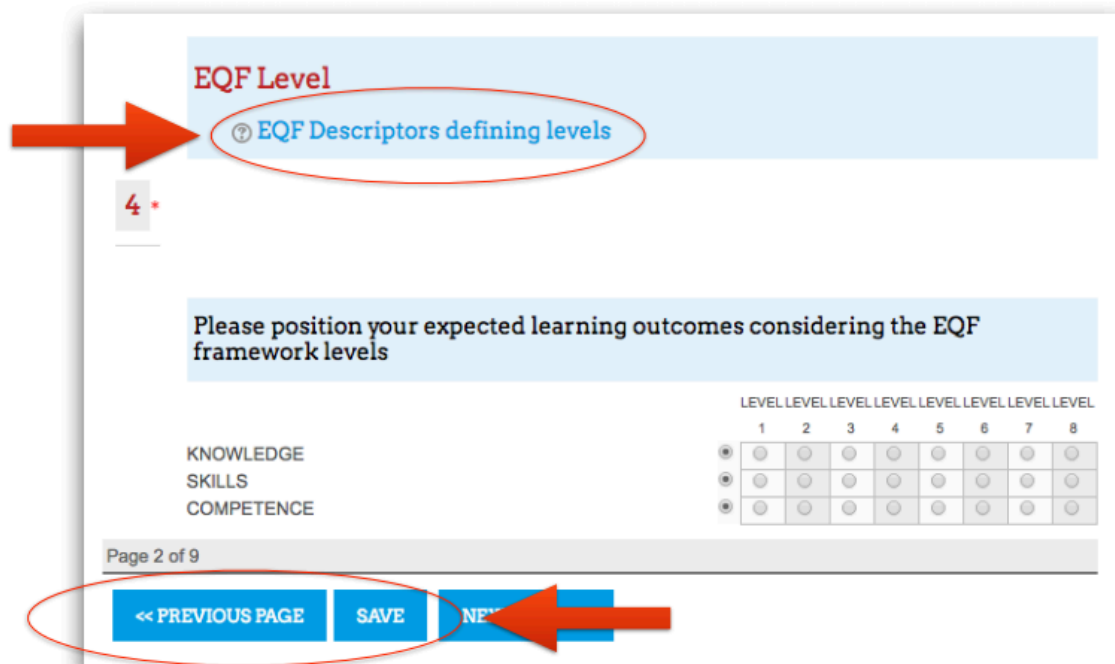 EQF Level
? EQF Descriptors defining levels
4 *
Please position your expected learning outcomes considering the EQF
framework levels
LEVEL LEVEL LEVEL LEVEL LEVEL LEVEL LEVEL LEVEL
1 2 3 4 5 6 7 8
KNOWLEDGE
SKILLS
COMPETENCE
Page 2 of 9
<< PREVIOUS PAGE SAVE